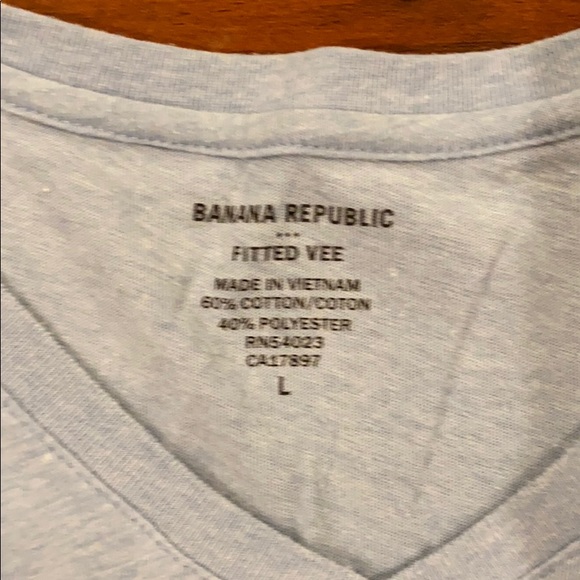 BANANA REPUBLIC
•••
FITTED VEE
MADE IN VIETNAM
60% COTTON/COTON
40% POLYESTER
RN54023
CA17897
L